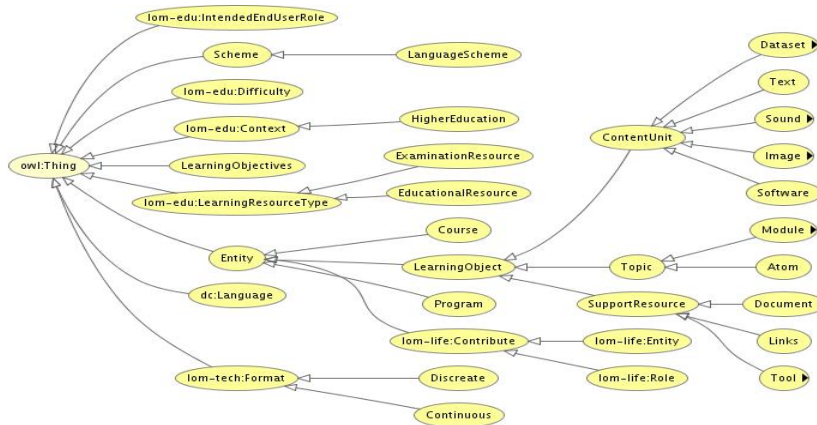 lom-edu:IntendedEndUserRole
Scheme
LanguageScheme
lom-edu:Difficulty
lom-edu:Context
HigherEducation
owl:Thing
LearningObjectives
ExaminationResource
lom-edu:LearningResourceType
EducationalResource
Entity
Course
LearningObject
Program
dc:Language
lom-life:Contribute
lom-life:Entity
lom-life:Role
lom-tech:Format
Discreate
Continuous
ContentUnit
Dataset
Text
Sound
Image
Software
Topic
Module
Atom
SupportResource
Document
Links
Tool